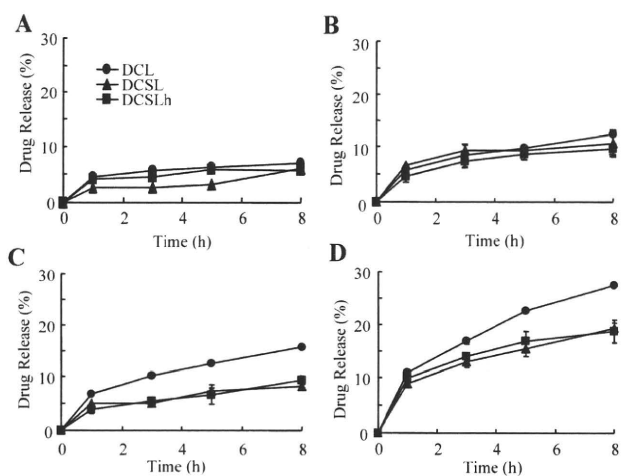 A
30
20
10
0
Drug Release (%)
DCL
DCSL
DCSLh
0 2 4 6 8
Time (h)
B
30
20
10
0
Drug Release (%)
0 2 4 6 8
Time (h)
C
30
20
10
0
Drug Release (%)
0 2 4 6 8
Time (h)
D
30
20
10
0
Drug Release (%)
0 2 4 6 8
Time (h)